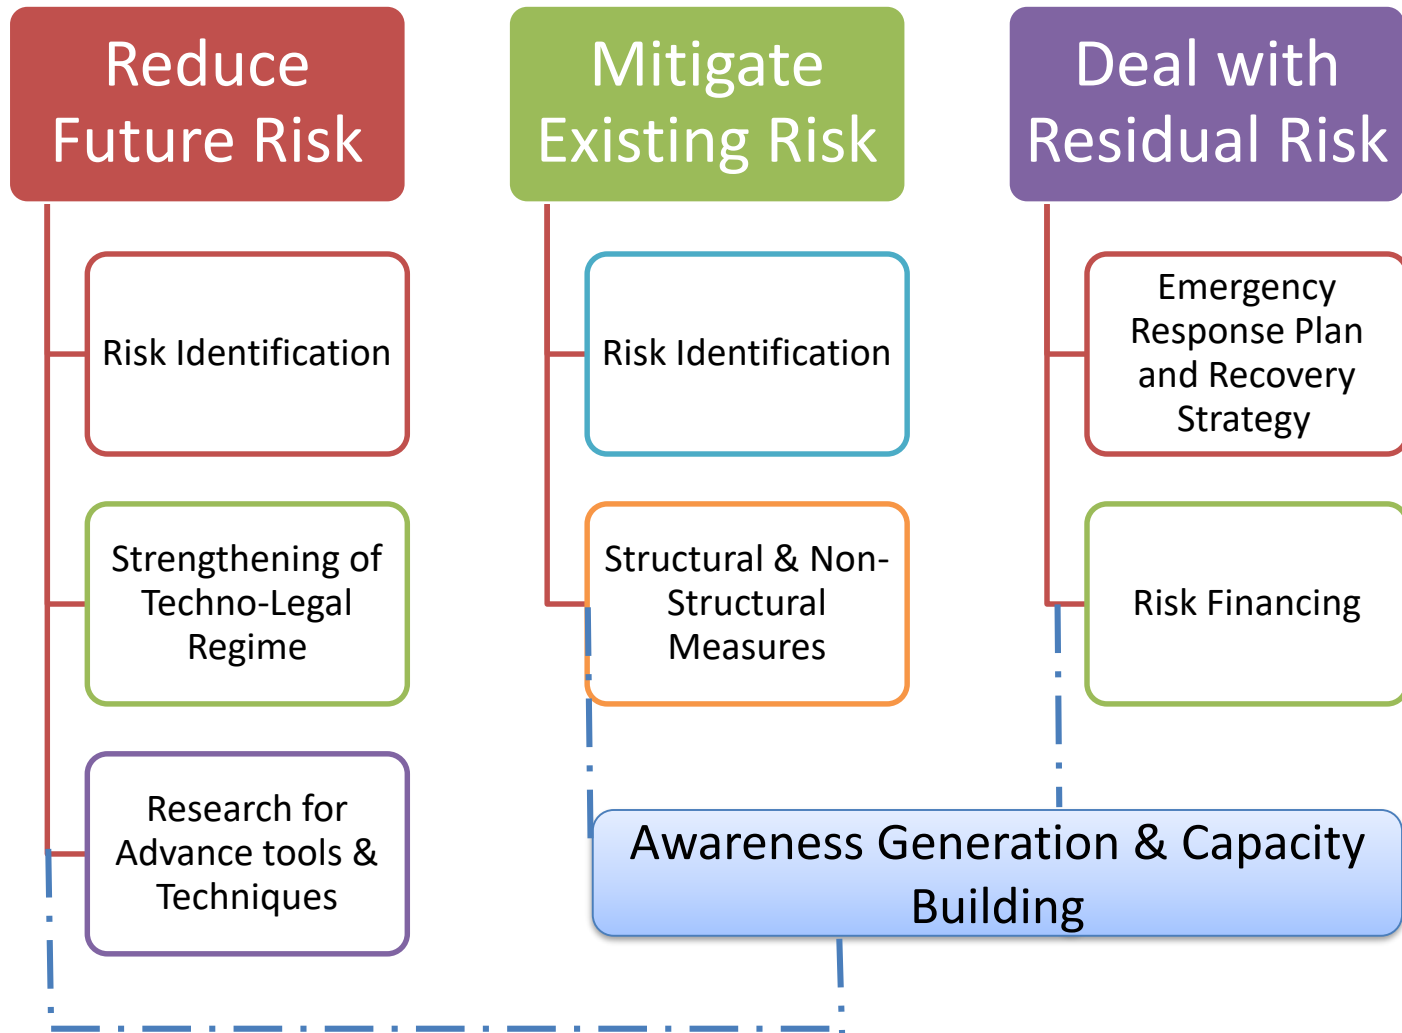 Reduce
Future Risk
Risk Identification
Strengthening of
Techno-Legal
Regime
Research for
Advance tools &
Techniques
Mitigate
Existing Risk
Risk Identification
Structural & Non-
Structural
Measures
Deal with
Residual Risk
Emergency
Response Plan
and Recovery
Strategy
Risk Financing
Awareness Generation & Capacity
Building